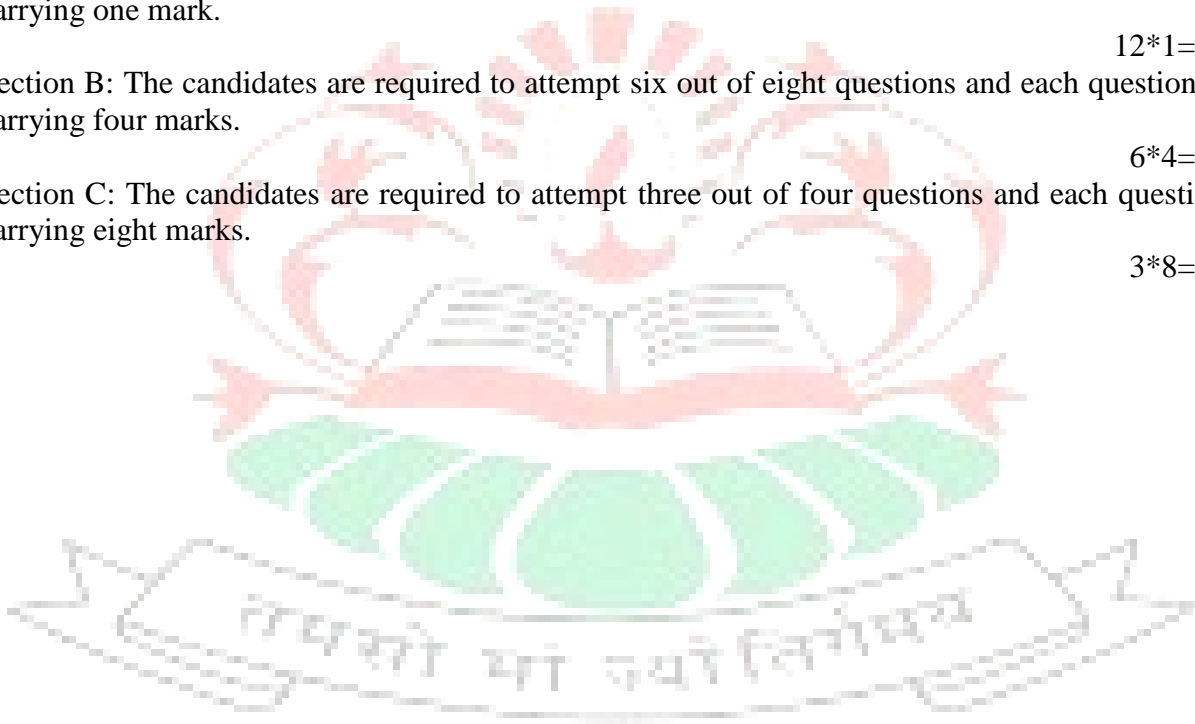 arrying one mark.
12*1=
ection B: The candidates are required to attempt six out of eight questions and each question
arrying four marks.
6*4=
ection C: The candidates are required to attempt three out of four questions and each questi
arrying eight marks.
3*8=